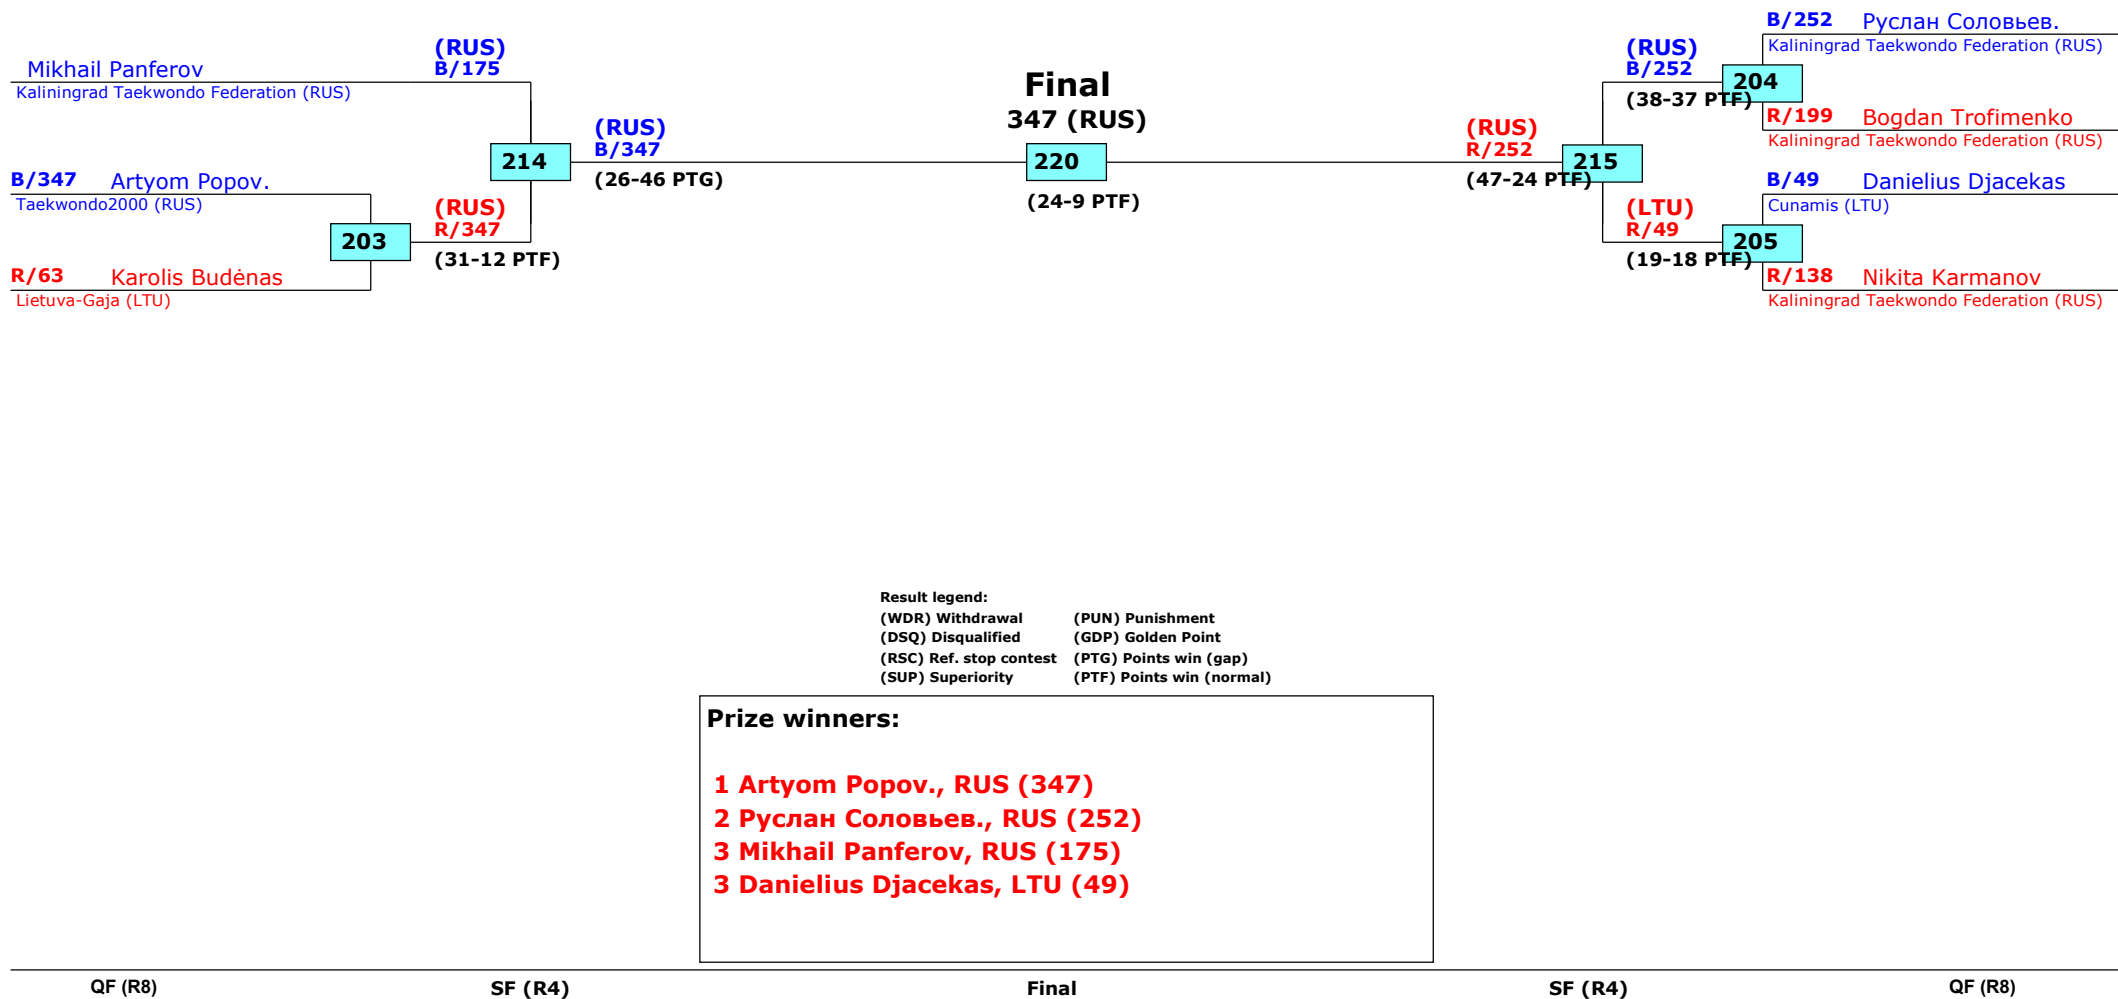 Mikhail Panferov
Kaliningrad Taekwondo Federation (RUS)
(RUS)
B/175
B/347 Artyom Popov.
Taekwondo2000 (RUS)
203
R/63 Karolis Budėnas
Lietuva-Gaja (LTU)
(RUS)
R/347
(31-12 PTF)
214
(RUS)
B/347
(26-46 PTG)
Final
347 (RUS)
220
(24-9 PTF)
(RUS)
R/252
(47-24 PTF)
215
(RUS)
B/252
(38-37 PTF)
204
B/252 Руслан Соловьев.
Kaliningrad Taekwondo Federation (RUS)
R/199 Bogdan Trofimenko
Kaliningrad Taekwondo Federation (RUS)
(LTU)
R/49
(19-18 PTF)
205
B/49 Danielius Djacekas
Cunamis (LTU)
R/138 Nikita Karmanov
Kaliningrad Taekwondo Federation (RUS)
Result legend:
(WDR) Withdrawal (PUN) Punishment
(DSQ) Disqualified (GDP) Golden Point
(RSC) Ref. stop contest (PTG) Points win (gap)
(SUP) Superiority (PTF) Points win (normal)
Prize winners:
1 Artyom Popov., RUS (347)
2 Руслан Соловьев., RUS (252)
3 Mikhail Panferov, RUS (175)
3 Danielius Djacekas, LTU (49)
QF (R8) SF (R4) Final SF (R4) QF (R8)